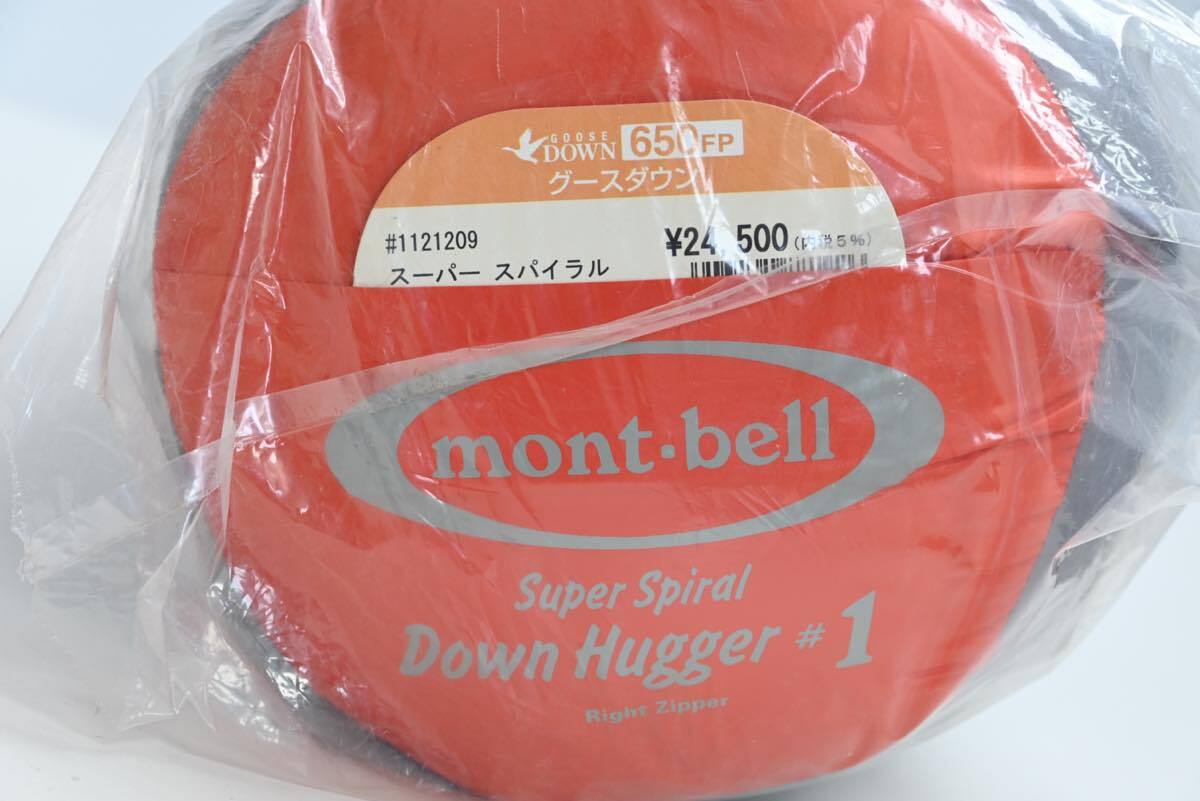 GOOSE
DOWN 650FP
グースダウン
#1121209 ¥24,500(内税5%)
スーパー スパイラル
mont·bell
Super Spiral
Down Hugger #1
Right Zipper